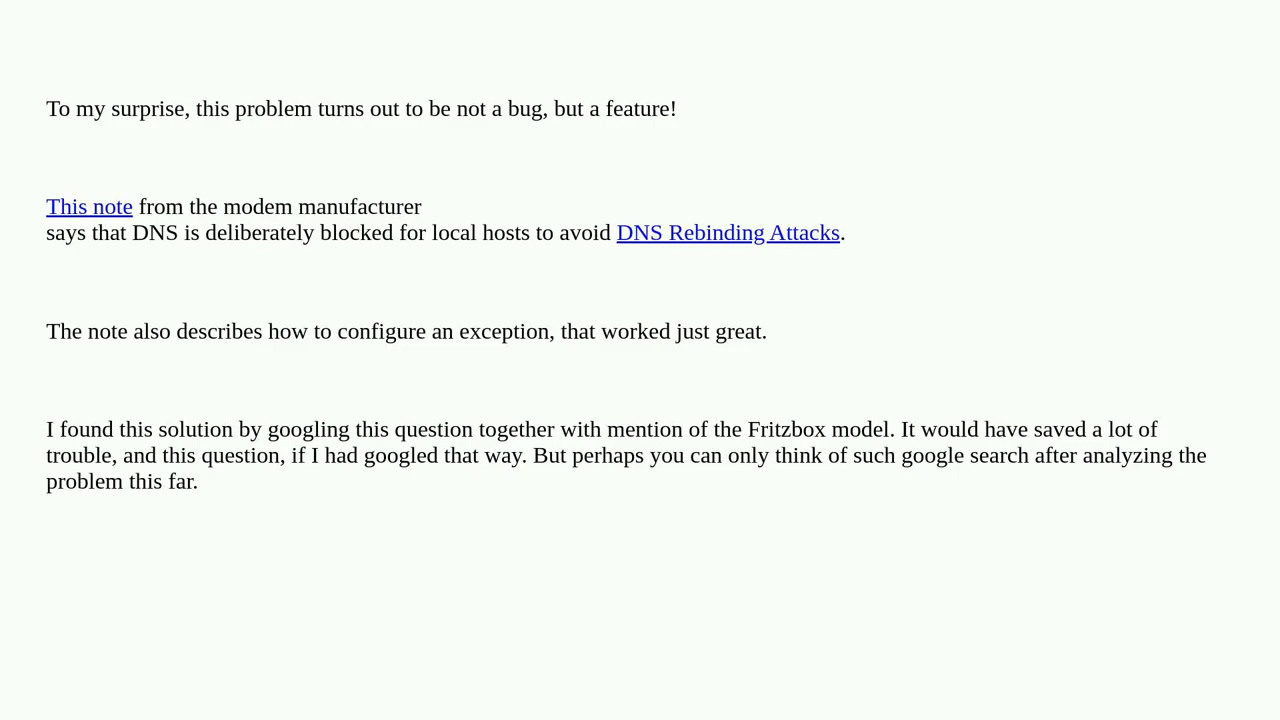 To my surprise, this problem turns out to be not a bug, but a feature!
This note from the modem manufacturer
says that DNS is deliberately blocked for local hosts to avoid DNS Rebinding Attacks.
The note also describes how to configure an exception, that worked just great.
I found this solution by googling this question together with mention of the Fritzbox model. It would have saved a lot of
trouble, and this question, if I had googled that way. But perhaps you can only think of such google search after analyzing the
problem this far.